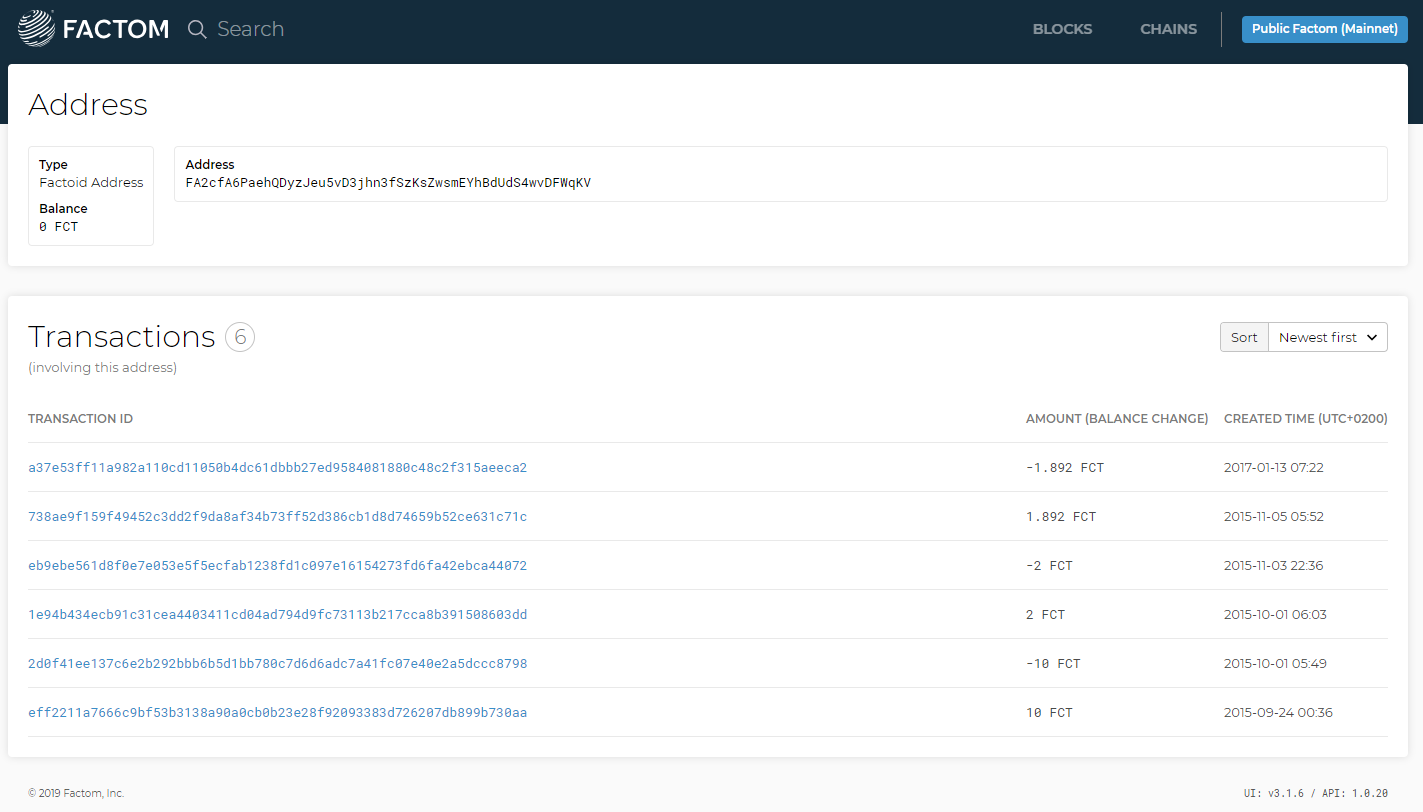 FACTOM Search BLOCKS CHAINS Public Factom (Mainnet)
Address
Type
Factoid Address
Balance
0 FCT
Address
FA2cfA6PaehQDyzJeu5vD3jhn3fSzKsZwsmEYhBdUdS4wvDFWqKV
Transactions 6
(involving this address)
Sort Newest first
TRANSACTION ID AMOUNT (BALANCE CHANGE) CREATED TIME (UTC+0200)
a37e53ff11a982a110cd11050b4dc61dbbb27ed9584081880c48c2f315aeeca2 -1.892 FCT 2017-01-13 07:22
738ae9f159f49452c3dd2f9da8af34b73ff52d386cb1d8d74659b52ce631c71c 1.892 FCT 2015-11-05 05:52
eb9ebe561d8f0e7e053e5f5ecfab1238fd1c097e16154273fd6fa42ebca44072 -2 FCT 2015-11-03 22:36
1e94b434ecb91c31cea4403411cd04ad794d9fc73113b217cca8b391508603dd 2 FCT 2015-10-01 06:03
2d0f41ee137c6e2b292bbb6b5d1bb780c7d6d6adc7a41fc07e40e2a5dccc8798 -10 FCT 2015-10-01 05:49
eff2211a7666c9bf53b3138a90a0cb0b23e28f92093383d726207db899b730aa 10 FCT 2015-09-24 00:36
© 2019 Factom, Inc. UI: v3.1.6 / API: 1.0.20